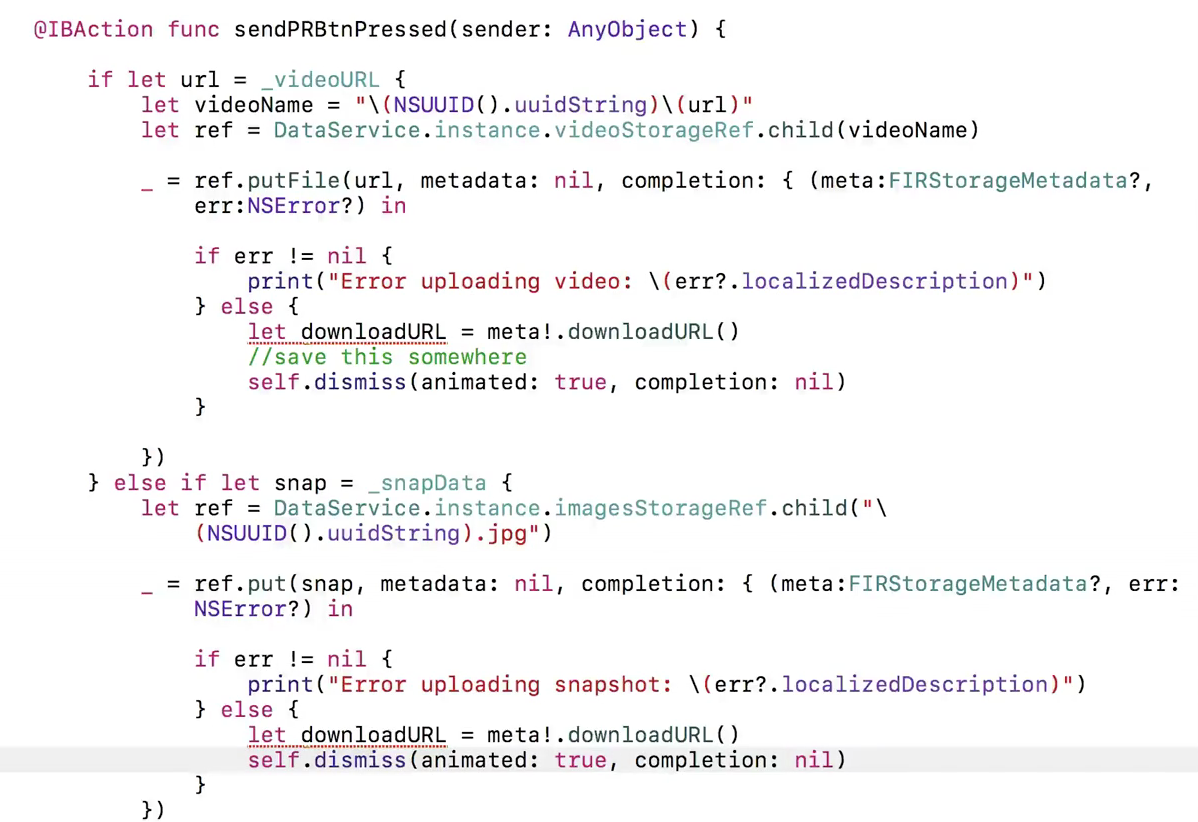 @IBAction func sendPRBtnPressed(sender: AnyObject) {
if let url = _videoURL {
let videoName = "\(NSUUID().uuidString)\(url)"
let ref = DataService.instance.videoStorageRef.child(videoName)
_ = ref.putFile(url, metadata: nil, completion: { (meta:FIRStorageMetadata?,
err:NSError?) in
if err != nil {
print("Error uploading video: \(err?.localizedDescription)")
} else {
let downloadURL = meta!.downloadURL()
//save this somewhere
self.dismiss(animated: true, completion: nil)
}
})
} else if let snap = _snapData {
let ref = DataService.instance.imagesStorageRef.child("\
(NSUUID().uuidString).jpg")
_ = ref.put(snap, metadata: nil, completion: { (meta:FIRStorageMetadata?, err:
NSError?) in
if err != nil {
print("Error uploading snapshot: \(err?.localizedDescription)")
} else {
let downloadURL = meta!.downloadURL()
self.dismiss(animated: true, completion: nil)
}
})